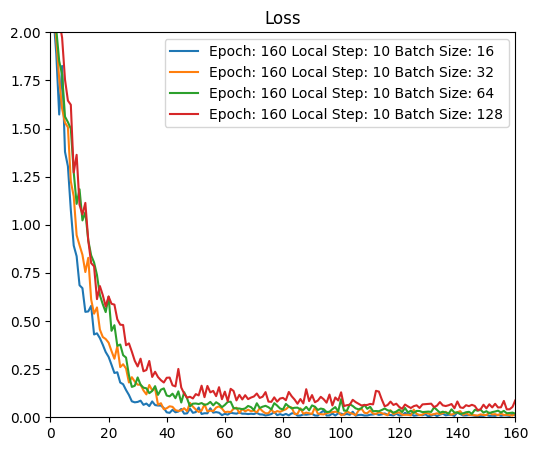 Loss
2.00
1.75
1.50
1.25
1.00
0.75
0.50
0.25
0.00
Epoch: 160 Local Step: 10 Batch Size: 16
Epoch: 160 Local Step: 10 Batch Size: 32
Epoch: 160 Local Step: 10 Batch Size: 64
Epoch: 160 Local Step: 10 Batch Size: 128
0 20 40 60 80 100 120 140 160